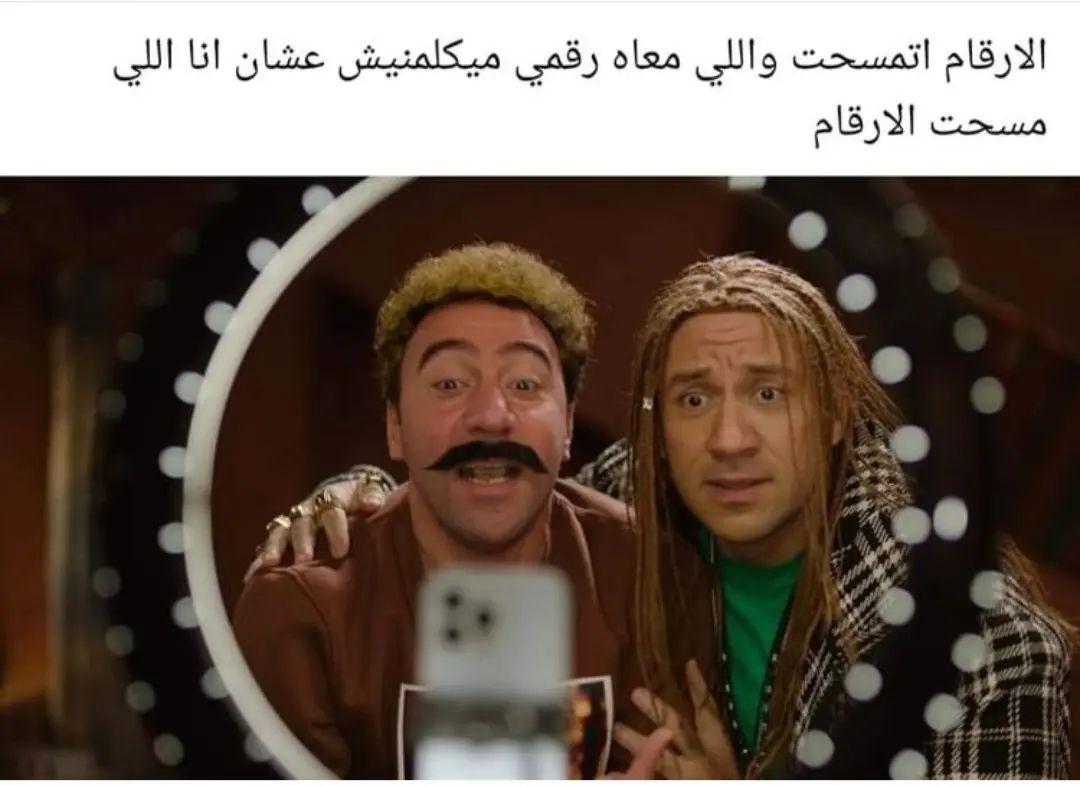 الارقام اتمسحت واللي معاه رقمي ميكلمنيش عشان انا اللي
مسحت الارقام